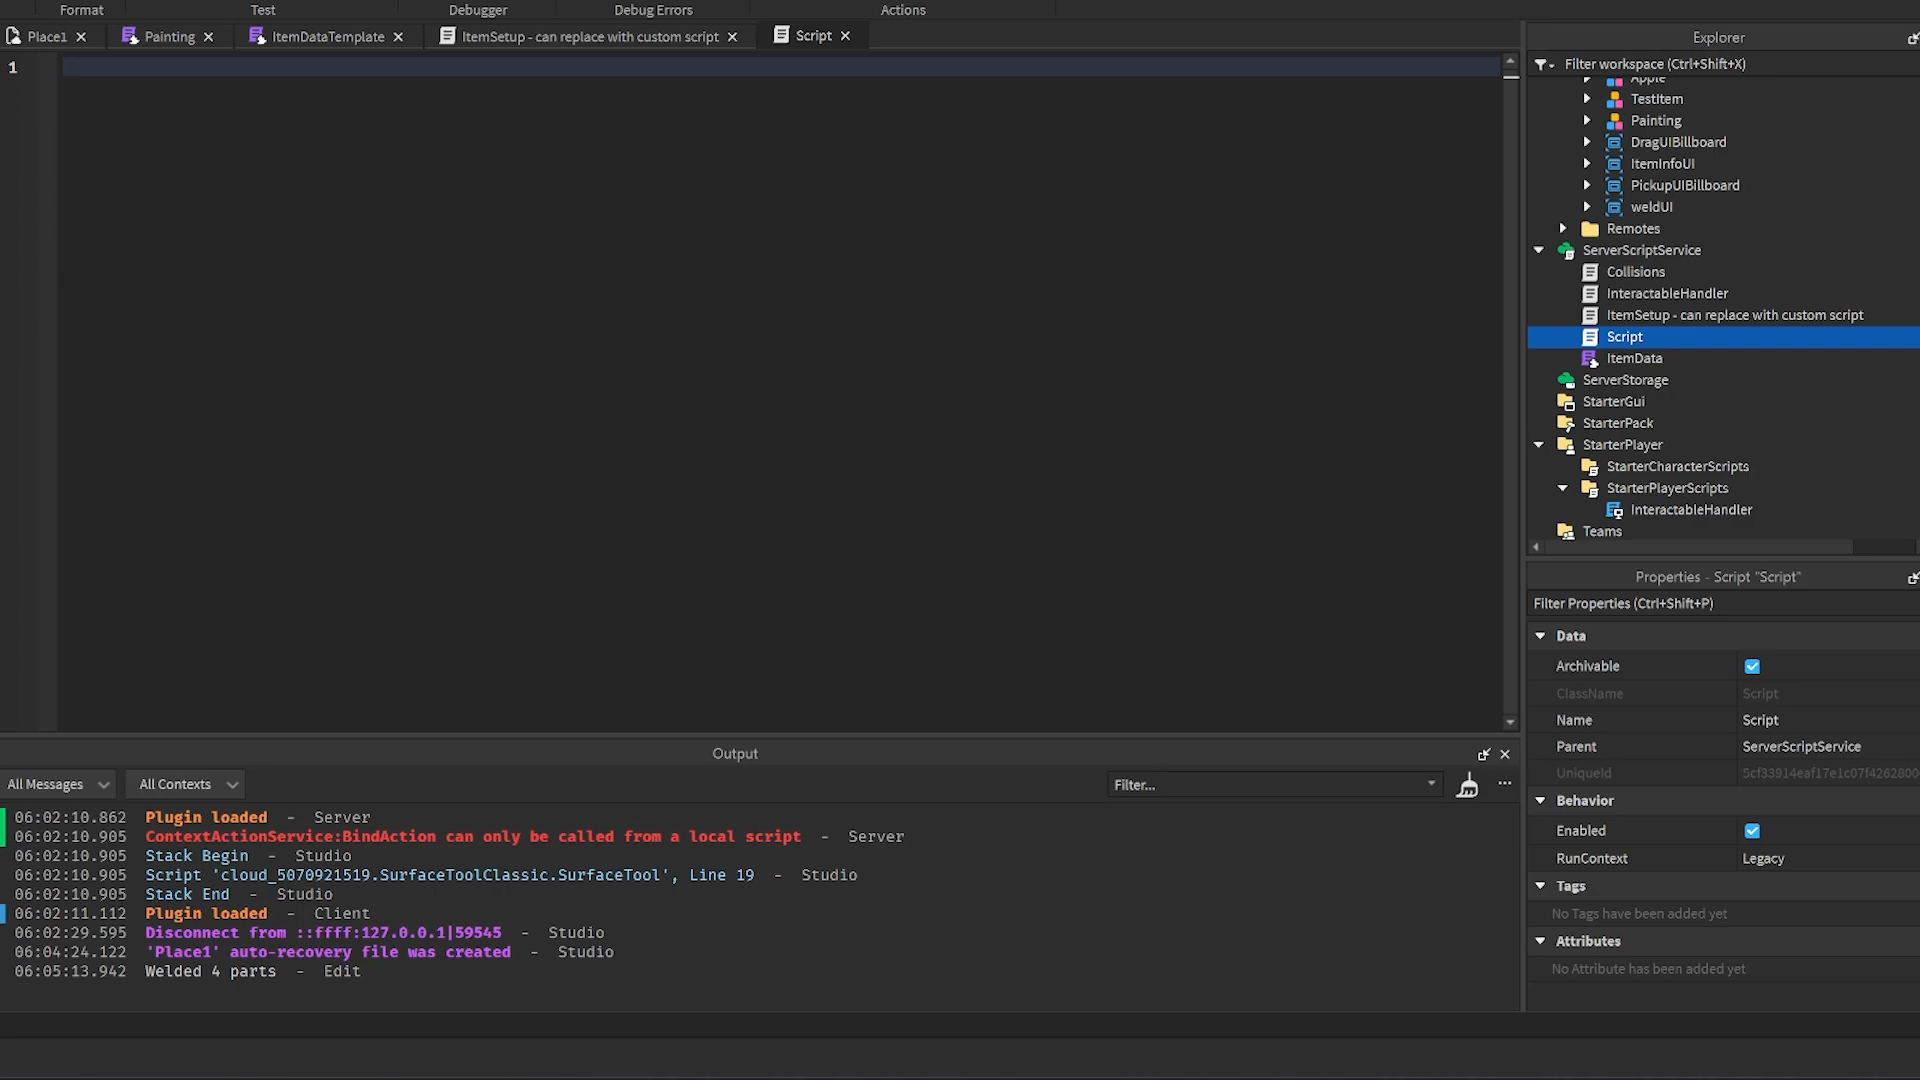 Format Test Debugger Debug Errors Actions
Place1 Painting ItemDataTemplate ItemSetup - can replace with custom script Script
1
Explorer
Filter workspace (Ctrl+Shift+X)
Apple
TestItem
Painting
DragUIBillboard
ItemInfoUI
PickupUIBillboard
weldUI
Remotes
ServerScriptService
Collisions
InteractableHandler
ItemSetup - can replace with custom script
Script
ItemData
ServerStorage
StarterGui
StarterPack
StarterPlayer
StarterCharacterScripts
StarterPlayerScripts
InteractableHandler
Teams
Properties - Script "Script"
Filter Properties (Ctrl+Shift+P)
Data
Archivable
ClassName Script
Name Script
Parent ServerScriptService
UniqueId 5cf33914eaf17e1c07f4262800
Behavior
Enabled
RunContext Legacy
Tags
No Tags have been added yet
Attributes
No Attribute has been added yet
Output
All Messages All Contexts Filter...
06:02:10.862 Plugin loaded - Server
06:02:10.905 ContextActionService:BindAction can only be called from a local script - Server
06:02:10.905 Stack Begin - Studio
06:02:10.905 Script 'cloud_5070921519.SurfaceToolClassic.SurfaceTool', Line 19 - Studio
06:02:10.905 Stack End - Studio
06:02:11.112 Plugin loaded - Client
06:02:29.595 Disconnect from ::ffff:127.0.0.1|59545 - Studio
06:04:24.122 'Place1' auto-recovery file was created - Studio
06:05:13.942 Welded 4 parts - Edit